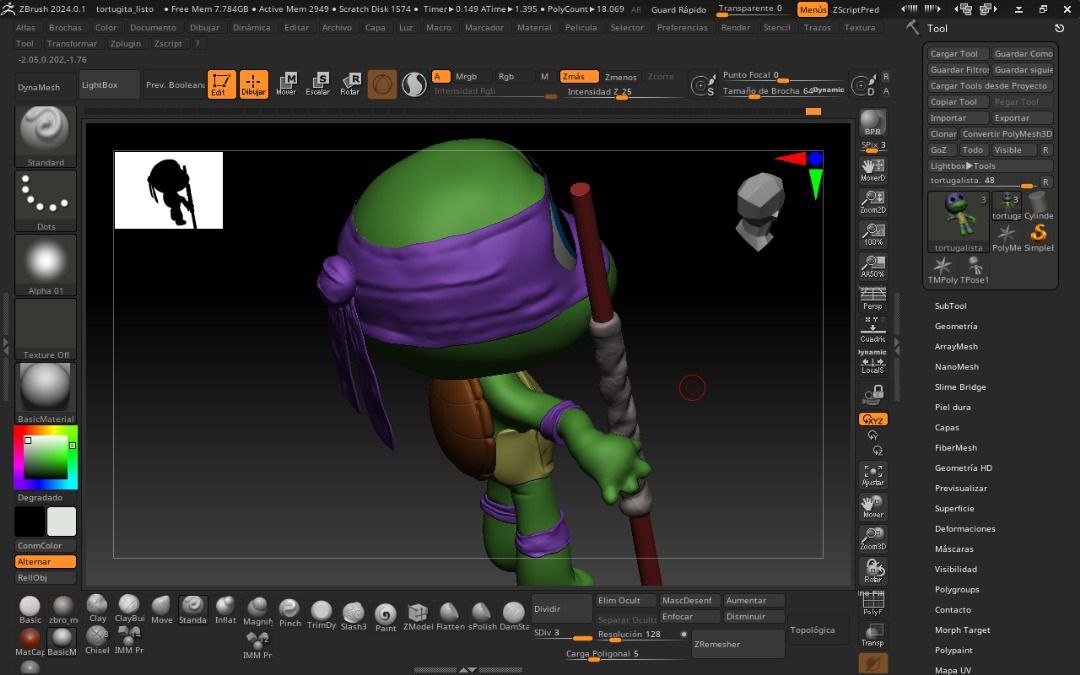 ZBrush 2024.0.1 tortugita_listo • Free Mem 7.784GB • Active Mem 2949 • Scratch Disk 1574 • Timer▸0.149 ATime▸1.395 • PolyCount▸18.069 AR Guard Rápido Transparente 0 Menús ZScriptPred
Alfas Brochas Color Documento Dibujar Dinámica Editar Archivo Capa Luz Macro Marcador Material Película Selector Preferencias Render Stencil Trazos Textura
Tool Transformar Zplugin Zscript ?
-2.05,0.202,-1.76
DynaMesh
LightBox
Prev. Boolean
Edit
Dibujar
Mover
Escalar
Rotar
A Mrgb Rgb M
Intensidad Rgb
Zmás Zmenos Zcorte
Intensidad Z 25
S
Punto Focal 0
Tamaño de Brocha 64
Dynamic
D
Standard
Dots
Alpha 01
Texture Off
BasicMaterial
Degradado
ConmColor
Alternar
RellObj
BPR
SPix 3
MoverD
Zoom2D
100%
AA50%
Dynamic
Persp
Cuadríc
Dynamic
LocalS
XYZ
Ajustar
Mover
Zoom3D
Rotar
PolyF
Transp
Tool
Cargar Tool Guardar Como
Guardar Filtros Guardar siguie
Cargar Tools desde Proyecto
Copiar Tool Pegar Tool
Importar Exportar
Clonar Convertir PolyMesh3D
GoZ Todo Visible R
Lightbox▸Tools
tortugalista. 48 R
3 3
tortuga Cylinde
tortugalista PolyMe SimpleB
TMPoly TPose1
SubTool
Geometría
ArrayMesh
NanoMesh
Slime Bridge
Piel dura
Capas
FiberMesh
Geometría HD
Previsualizar
Superficie
Deformaciones
Máscaras
Visibilidad
Polygroups
Contacto
Morph Target
Polypaint
Mapa UV
Basic zbro_m Clay ClayBui Move Standa Inflat Magnify Pinch TrimDy Slash3 Paint ZModel Flatten sPolish DamSta
MatCap BasicM Chisel IMM Pr IMM Pr
Dividir
Elim Ocult MascDesenf Aumentar
Separar Ocult Enfocar Disminuir
SDiv 3
Resolución 128
Carga Poligonal 5
ZRemesher
Topológica